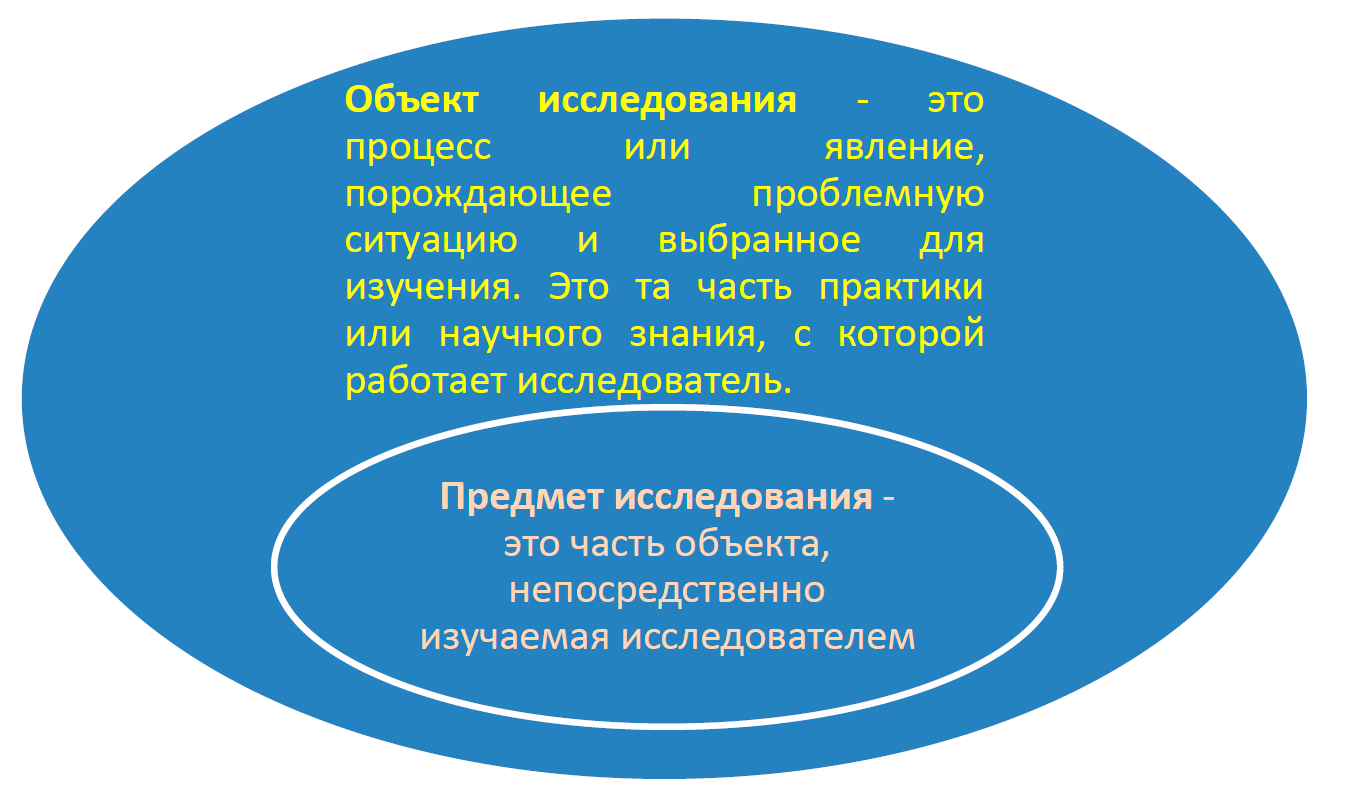 Объект исследования - это
процесс или явление,
порождающее проблемную
ситуацию и выбранное для
изучения. Это та часть практики
или научного знания, с которой
работает исследователь.
Предмет исследования -
это часть объекта,
непосредственно
изучаемая исследователем